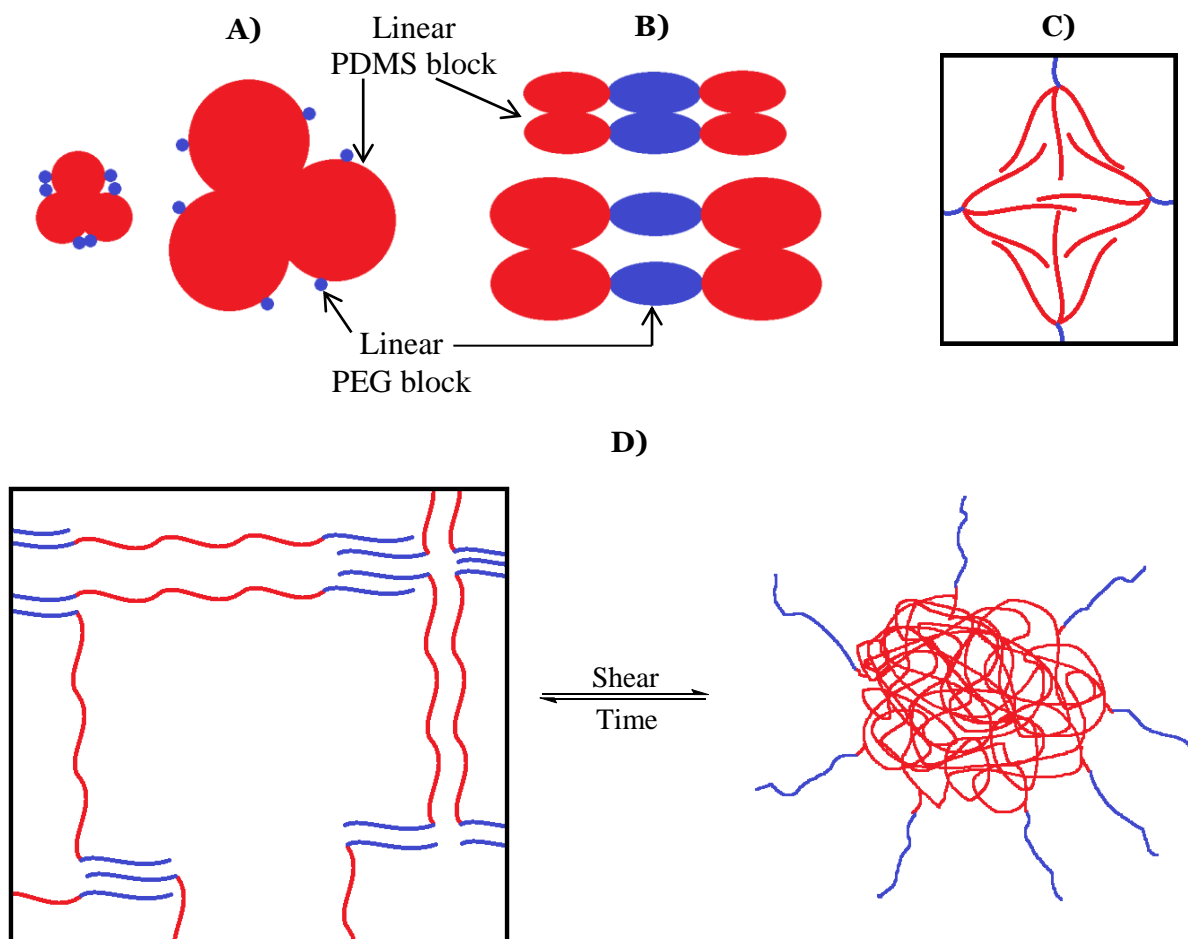 A)
Linear
PDMS block
B)
C)
Linear
PEG block
D)
Shear
Time